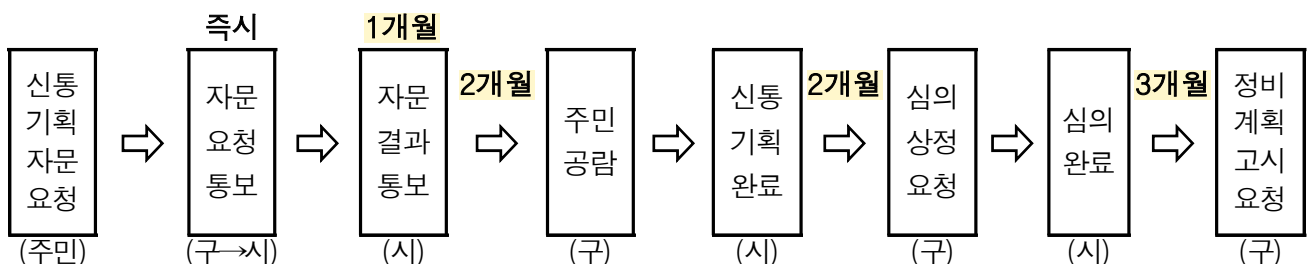 즉시
1개월
2개월
2개월
3개월
신통
기획
자문
요청
(주민)
자문
요청
통보
(구→시)
자문
결과
통보
(시)
주민
공람
(구)
신통
기획
완료
(시)
심의
상정
요청
(구)
심의
완료
(시)
정비
계획
고시
요청
(구)